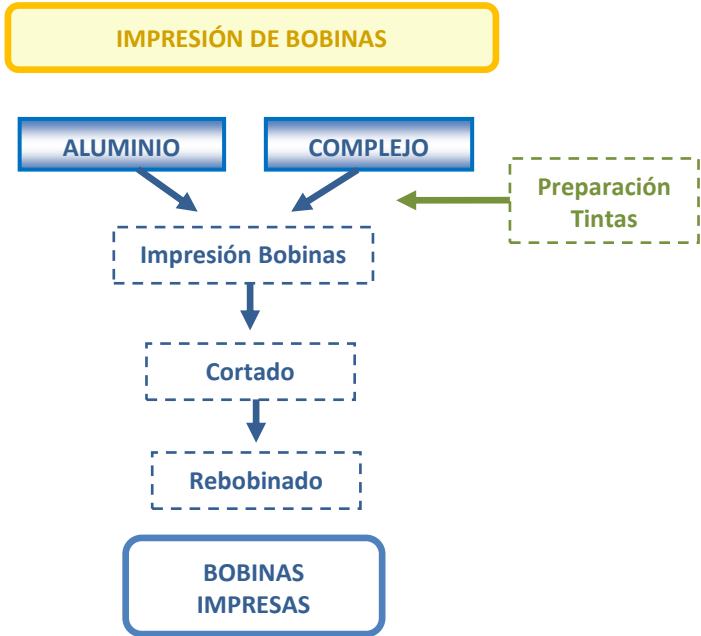 IMPRESIÓN DE BOBINAS
ALUMINIO
COMPLEJO
Preparación
Tintas
Impresión Bobinas
Cortado
Rebobinado
BOBINAS
IMPRESAS